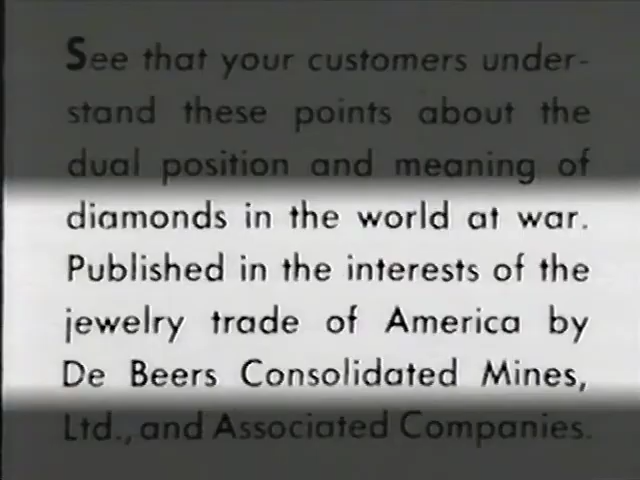 See that your customers under-
stand these points about the
dual position and meaning of
diamonds in the world at war.
Published in the interests of the
jewelry trade of America by
De Beers Consolidated Mines,
Ltd., and Associated Companies.